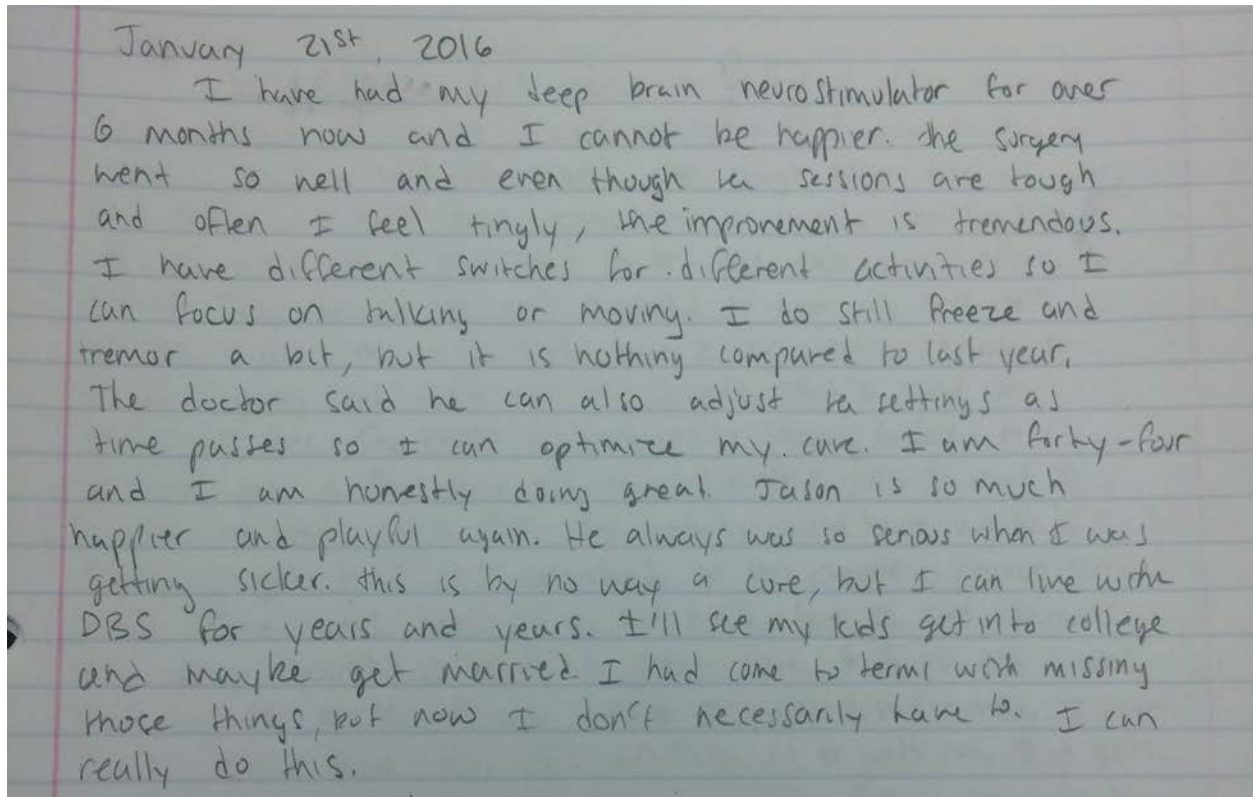 January 21st, 2016
I have had my deep brain neurostimulator for over
6 months now and I cannot be happier. The surgery
went so well and even though the sessions are tough
and often I feel tingly, the improvement is tremendous.
I have different switches for different activities so I
can focus on talking or moving. I do still freeze and
tremor a bit, but it is nothing compared to last year.
The doctor said he can also adjust the settings as
time passes so I can optimize my care. I am forty-four
and I am honestly doing great. Jason is so much
happier and playful again. He always was so serious when I was
getting sicker. this is by no way a cure, but I can live with
DBS for years and years. I'll see my kids get into college
and maybe get married. I had come to terms with missing
those things, but now I don't necessarily have to. I can
really do this.